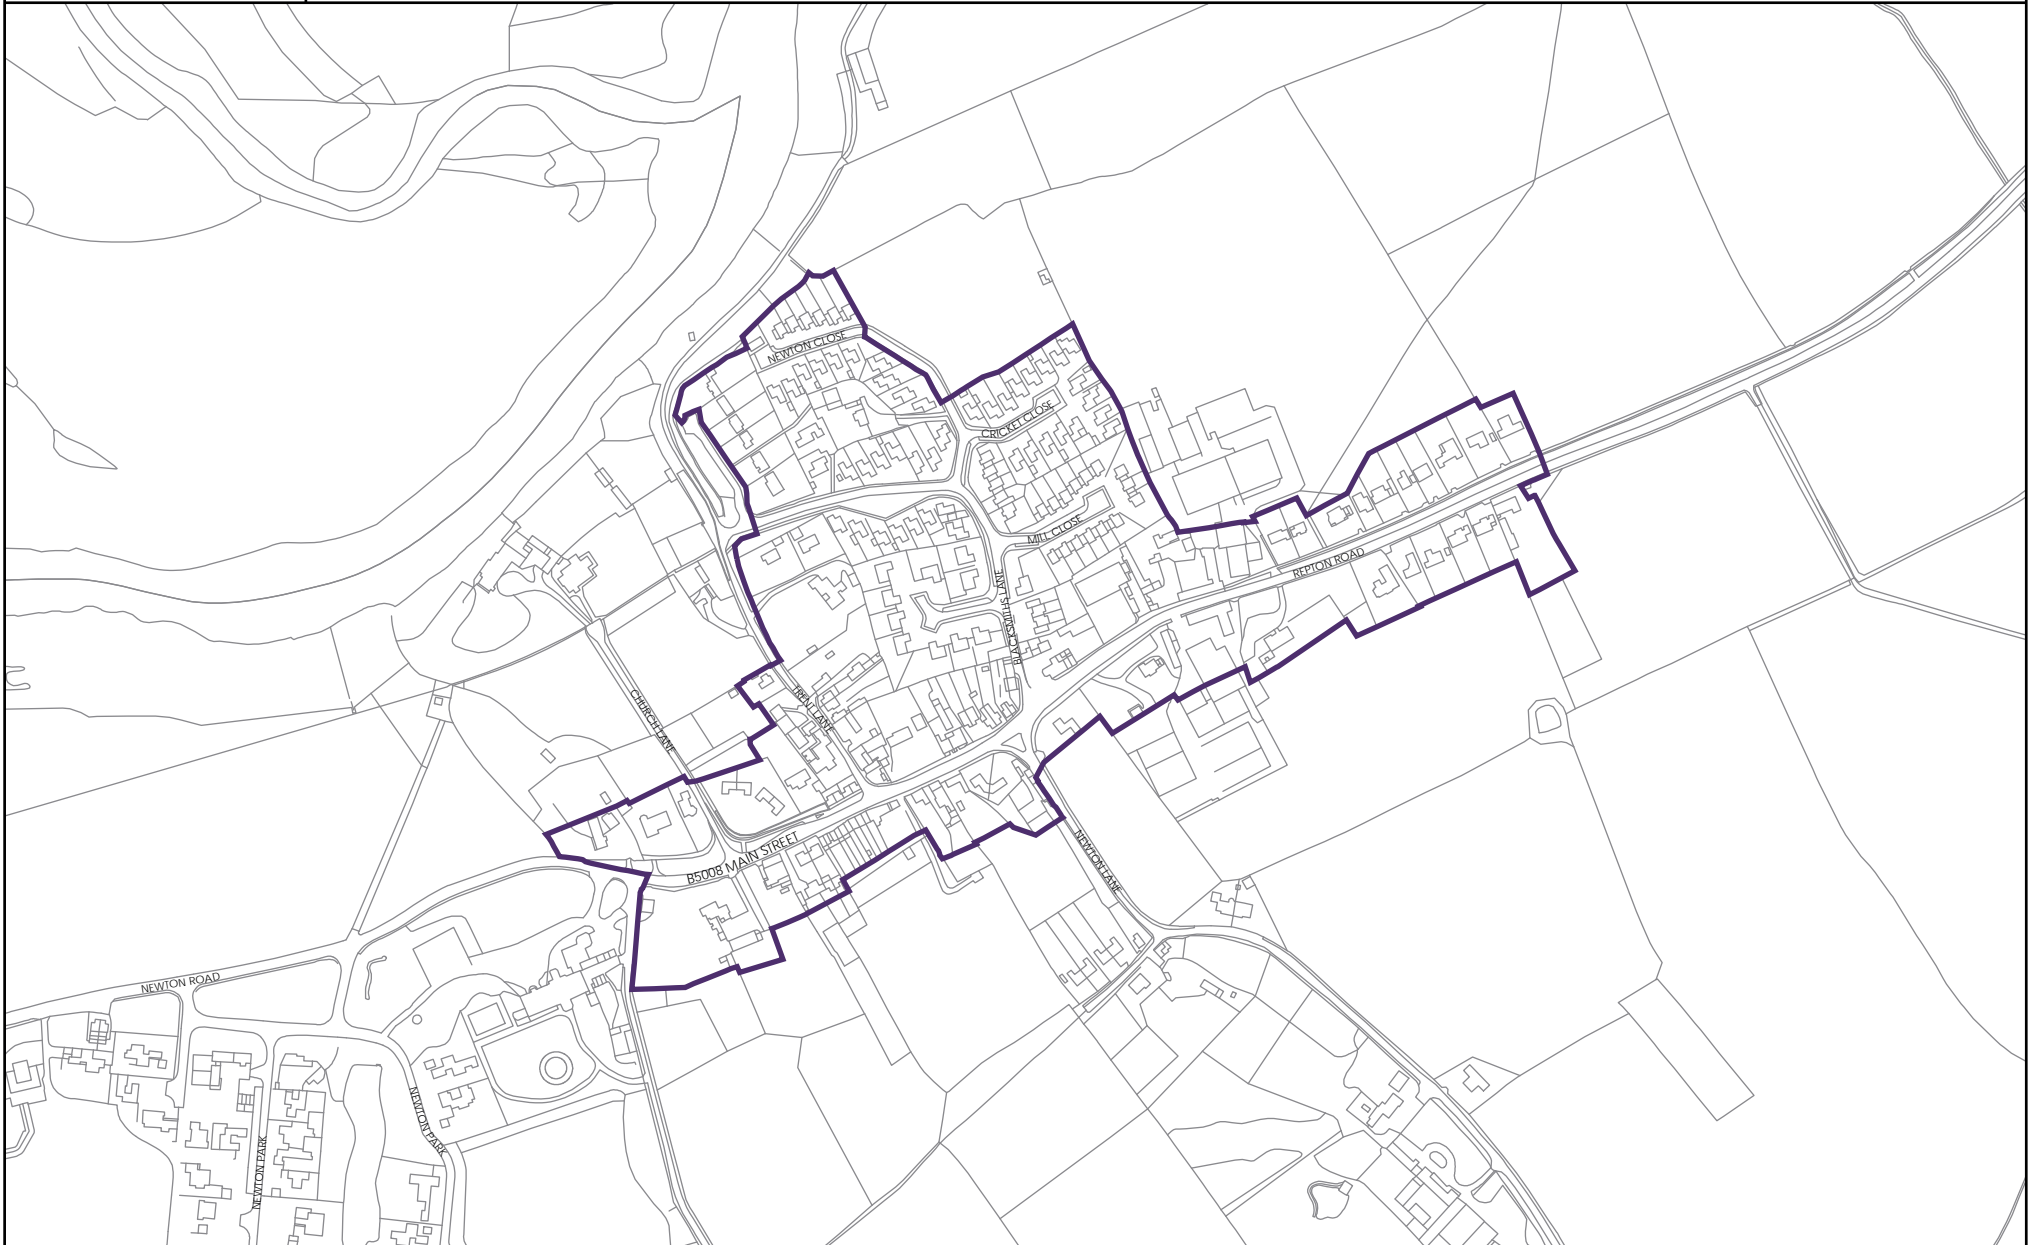 NEWTON CLOSE
CRICKET CLOSE
MILL CLOSE
REPTON ROAD
BLACKSMITHS LANE
CHURCH LANE
TRENT LANE
B5008 MAIN STREET
NEWTON LANE
NEWTON ROAD
NEWTON PARK
NEWTON PARK